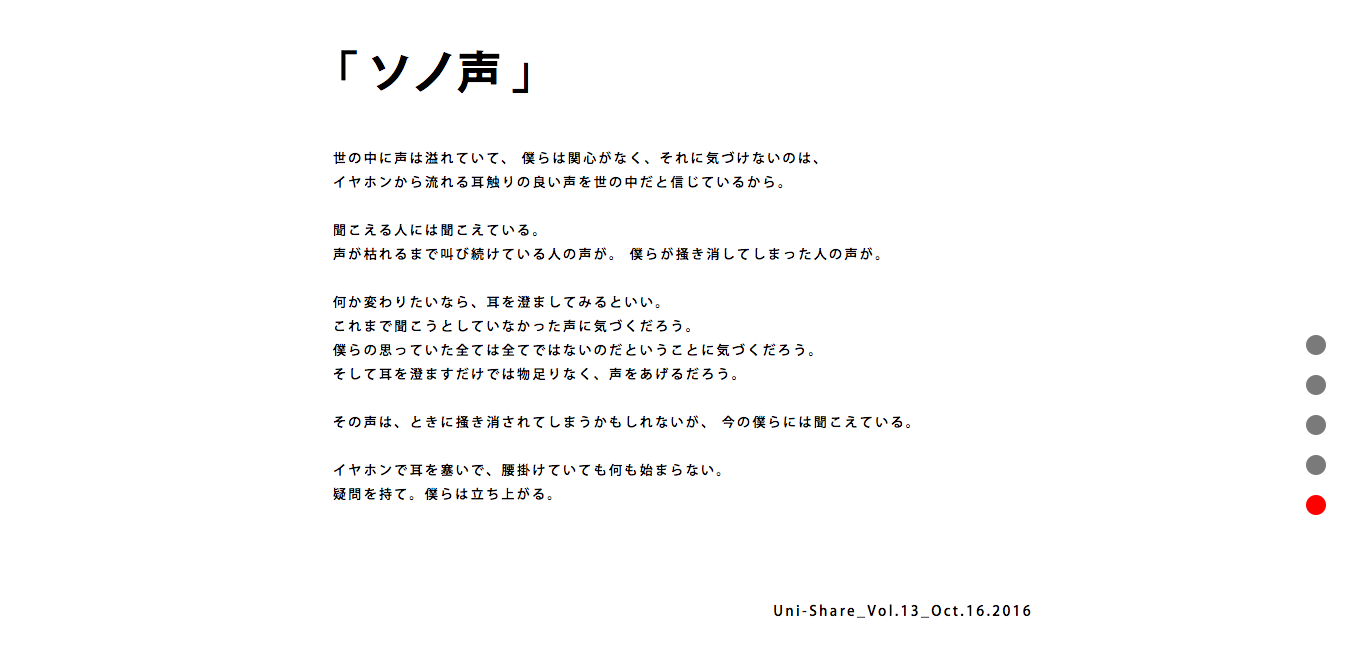 「 ソノ声 」
世の中に声は溢れていて、 僕らは関心がなく、それに気づけないのは、
イヤホンから流れる耳触りの良い声を世の中だと信じているから。
聞こえる人には聞こえている。
声が枯れるまで叫び続けている人の声が。 僕らが掻き消してしまった人の声が。
何か変わりたいなら、耳を澄ましてみるといい。
これまで聞こうとしていなかった声に気づくだろう。
僕らの思っていた全ては全てではないのだということに気づくだろう。
そして耳を澄ますだけでは物足りなく、声をあげるだろう。
その声は、ときに掻き消されてしまうかもしれないが、 今の僕らには聞こえている。
イヤホンで耳を塞いで、腰掛けていても何も始まらない。
疑問を持て。僕らは立ち上がる。
Uni-Share_Vol.13_Oct.16.2016